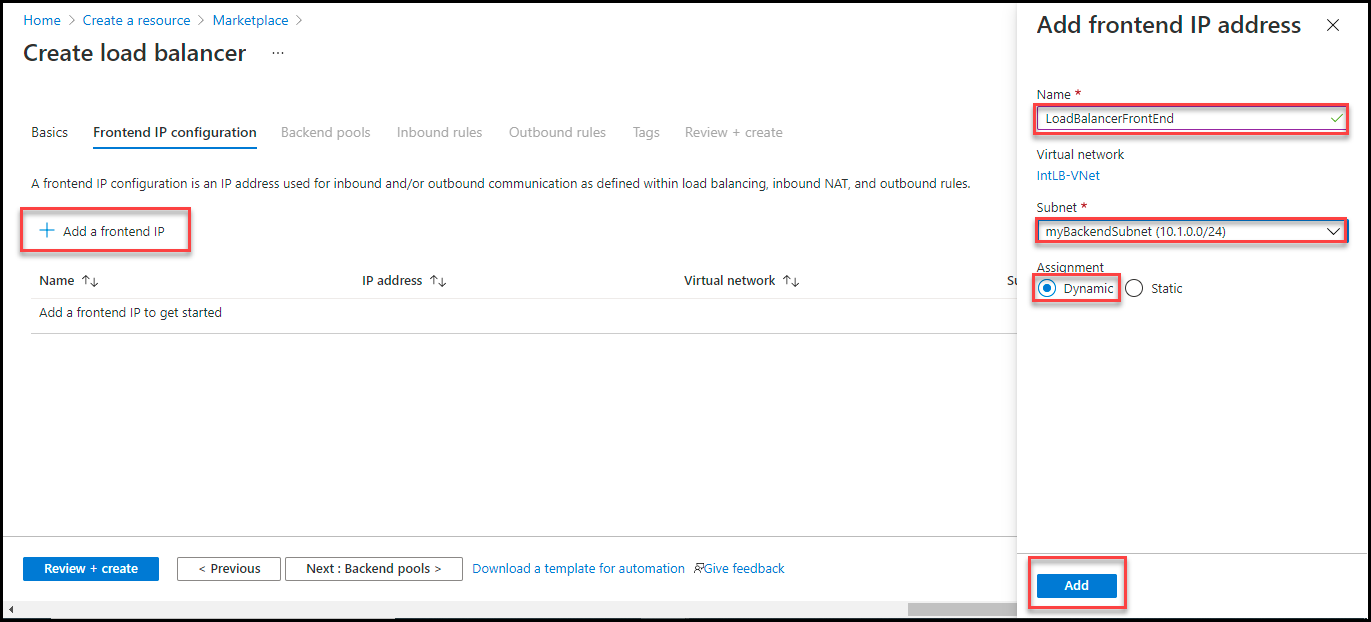 Home > Create a resource > Marketplace >
Create load balancer ...
Basics Frontend IP configuration Backend pools Inbound rules Outbound rules Tags Review + create
A frontend IP configuration is an IP address used for inbound and/or outbound communication as defined within load balancing, inbound NAT, and outbound rules.
+ Add a frontend IP
Name ↑↓ IP address ↑↓ Virtual network ↑↓ Su
Add a frontend IP to get started
Review + create < Previous Next : Backend pools > Download a template for automation Give feedback
Add frontend IP address
Name *
LoadBalancerFrontEnd
Virtual network
IntLB-VNet
Subnet *
myBackendSubnet (10.1.0.0/24)
Assignment
Dynamic Static
Add